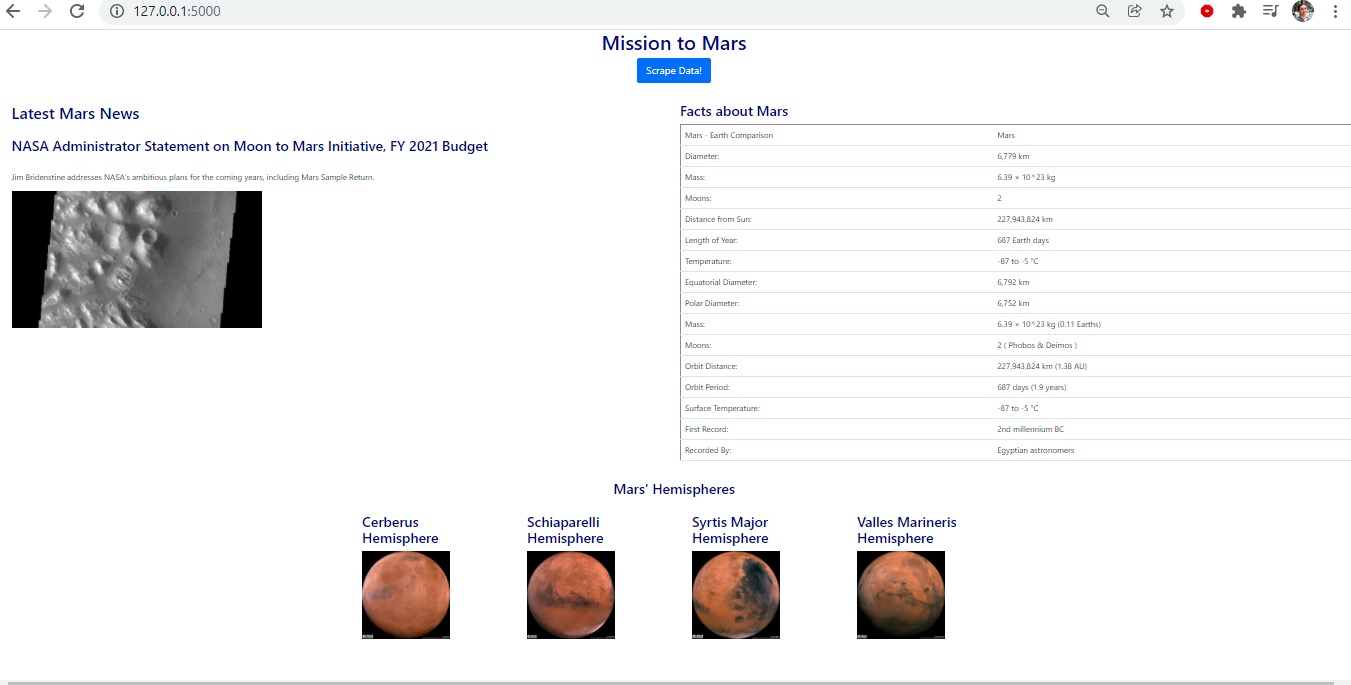 127.0.0.1:5000
Mission to Mars
Scrape Data!
Latest Mars News
NASA Administrator Statement on Moon to Mars Initiative, FY 2021 Budget
Jim Bridenstine addresses NASA's ambitious plans for the coming years, including Mars Sample Return.
Facts about Mars
Mars - Earth Comparison Mars
Diameter: 6,779 km
Mass: 6.39 × 10^23 kg
Moons: 2
Distance from Sun: 227,943,824 km
Length of Year: 687 Earth days
Temperature: -87 to -5 °C
Equatorial Diameter: 6,792 km
Polar Diameter: 6,752 km
Mass: 6.39 × 10^23 kg (0.11 Earths)
Moons: 2 ( Phobos & Deimos )
Orbit Distance: 227,943,824 km (1.38 AU)
Orbit Period: 687 days (1.9 years)
Surface Temperature: -87 to -5 °C
First Record: 2nd millennium BC
Recorded By: Egyptian astronomers
Mars' Hemispheres
Cerberus
Hemisphere
Schiaparelli
Hemisphere
Syrtis Major
Hemisphere
Valles Marineris
Hemisphere